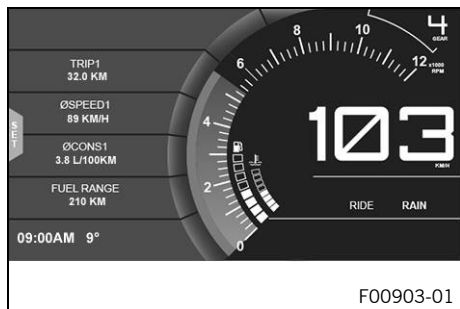 TRIP1
32.0 KM
ØSPEED1
89 KM/H
ØCONS1
3.8 L/100KM
FUEL RANGE
210 KM
09:00AM 9°
SET
0
2
4
6
8
10
12 x1000
RPM
4
GEAR
103
KM/H
RIDE RAIN
F00903-01